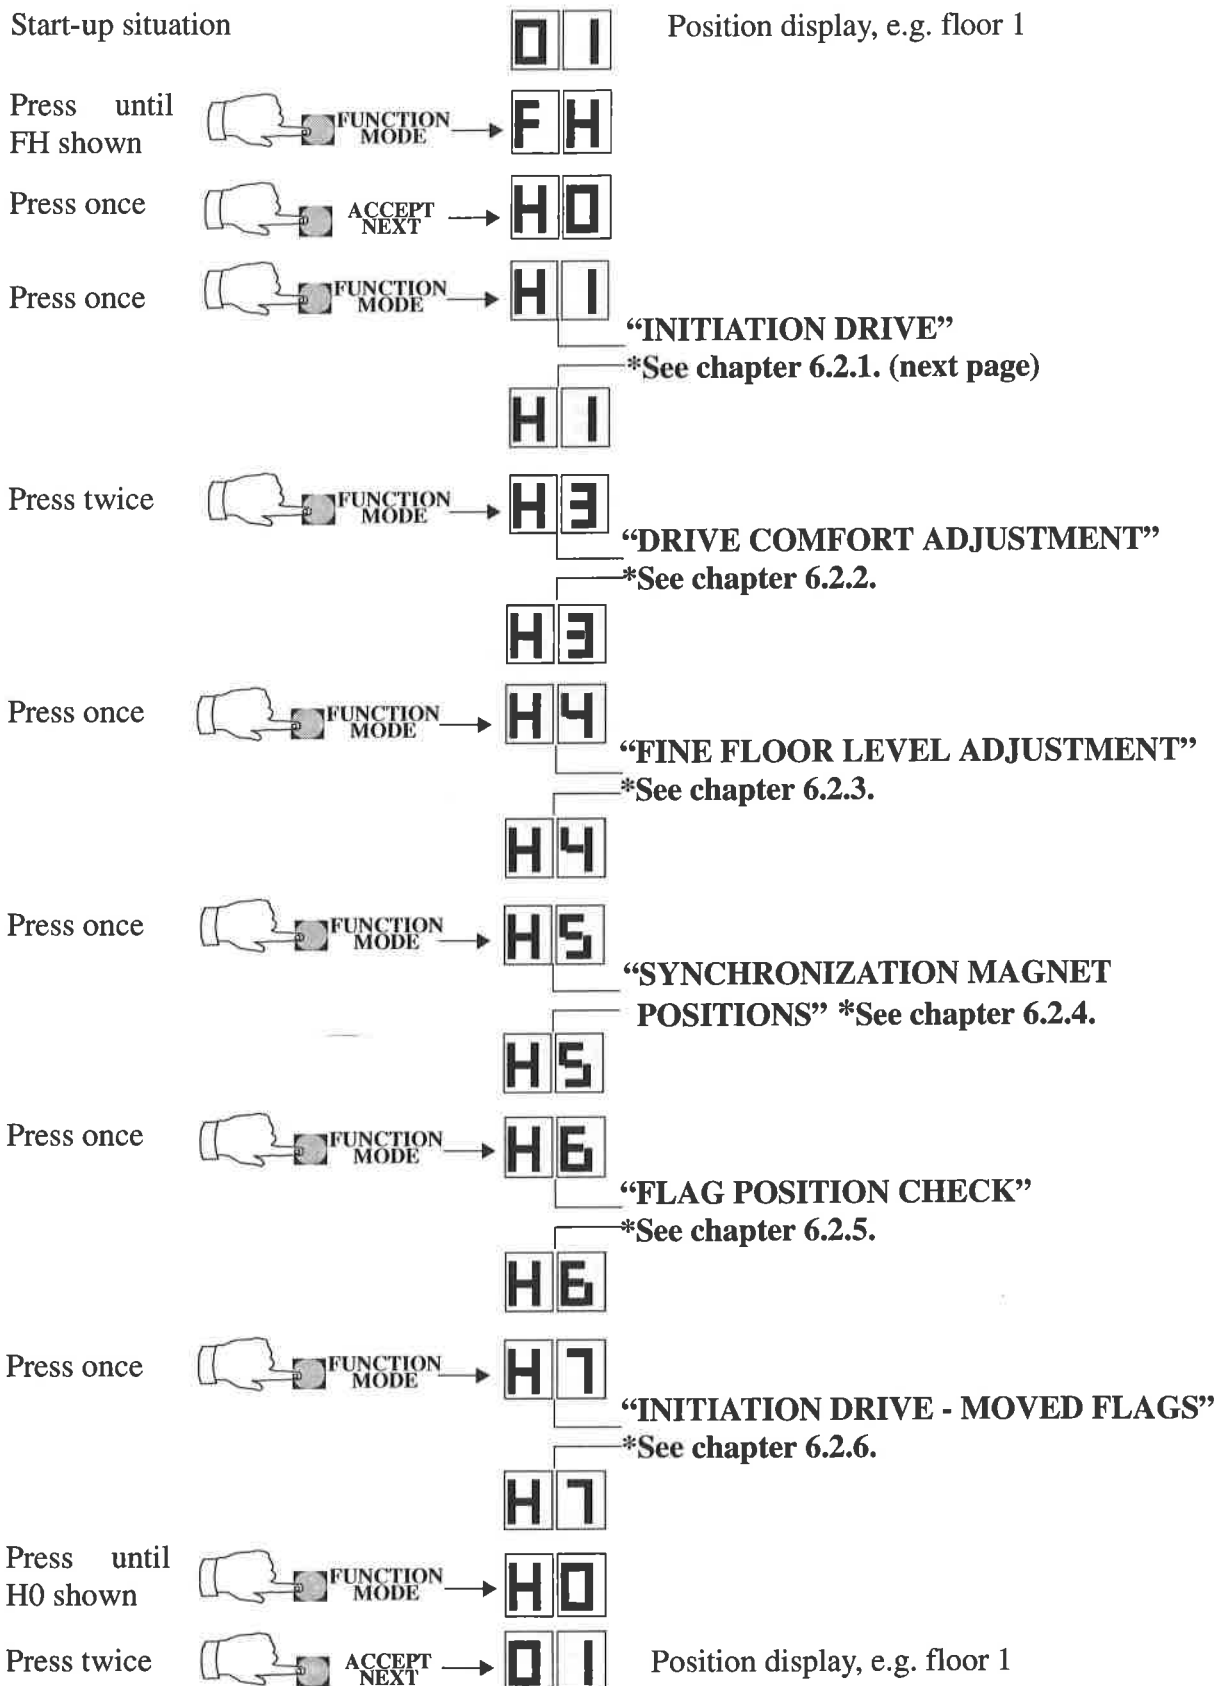 Start-up situation 01 Position display, e.g. floor 1
Press until FUNCTION FH
FH shown MODE
Press once ACCEPT H0
NEXT
Press once FUNCTION H1
MODE
“INITIATION DRIVE”
*See chapter 6.2.1. (next page)
H1
Press twice FUNCTION H3
MODE
“DRIVE COMFORT ADJUSTMENT”
*See chapter 6.2.2.
H3
Press once FUNCTION H4
MODE
“FINE FLOOR LEVEL ADJUSTMENT”
*See chapter 6.2.3.
H4
Press once FUNCTION H5
MODE
“SYNCHRONIZATION MAGNET
POSITIONS” *See chapter 6.2.4.
H5
Press once FUNCTION H6
MODE
“FLAG POSITION CHECK”
*See chapter 6.2.5.
H6
Press once FUNCTION H7
MODE
“INITIATION DRIVE - MOVED FLAGS”
*See chapter 6.2.6.
H7
Press until FUNCTION H0
H0 shown MODE
Press twice ACCEPT 01 Position display, e.g. floor 1
NEXT